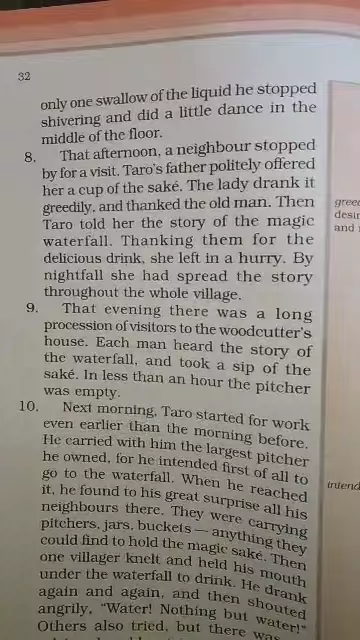 32
only one swallow of the liquid he stopped
shivering and did a little dance in the
middle of the floor.
8. That afternoon, a neighbour stopped
by for a visit. Taro's father politely offered
her a cup of the saké. The lady drank it
greedily, and thanked the old man. Then
Taro told her the story of the magic
waterfall. Thanking them for the
delicious drink, she left in a hurry. By
nightfall she had spread the story
throughout the whole village.
9. That evening there was a long
procession of visitors to the woodcutter's
house. Each man heard the story of
the waterfall, and took a sip of the
saké. In less than an hour the pitcher
was empty.
10. Next morning, Taro started for work
even earlier than the morning before.
He carried with him the largest pitcher
he owned, for he intended first of all to
go to the waterfall. When he reached
it, he found to his great surprise all his
neighbours there. They were carrying
pitchers, jars, buckets — anything they
could find to hold the magic saké. Then
one villager knelt and held his mouth
under the waterfall to drink. He drank
again and again, and then shouted
angrily, “Water! Nothing but water!”
Others also tried, but there was
and